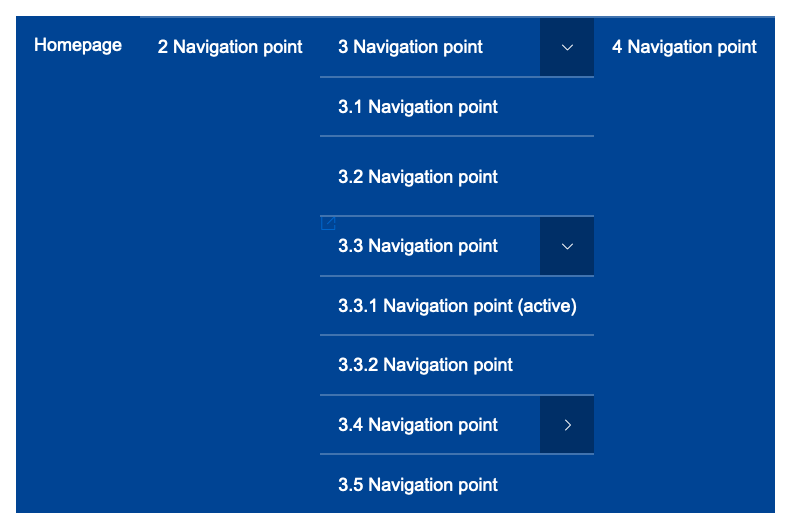 Homepage
2 Navigation point
3 Navigation point
4 Navigation point
3.1 Navigation point
3.2 Navigation point
3.3 Navigation point
3.3.1 Navigation point (active)
3.3.2 Navigation point
3.4 Navigation point
3.5 Navigation point